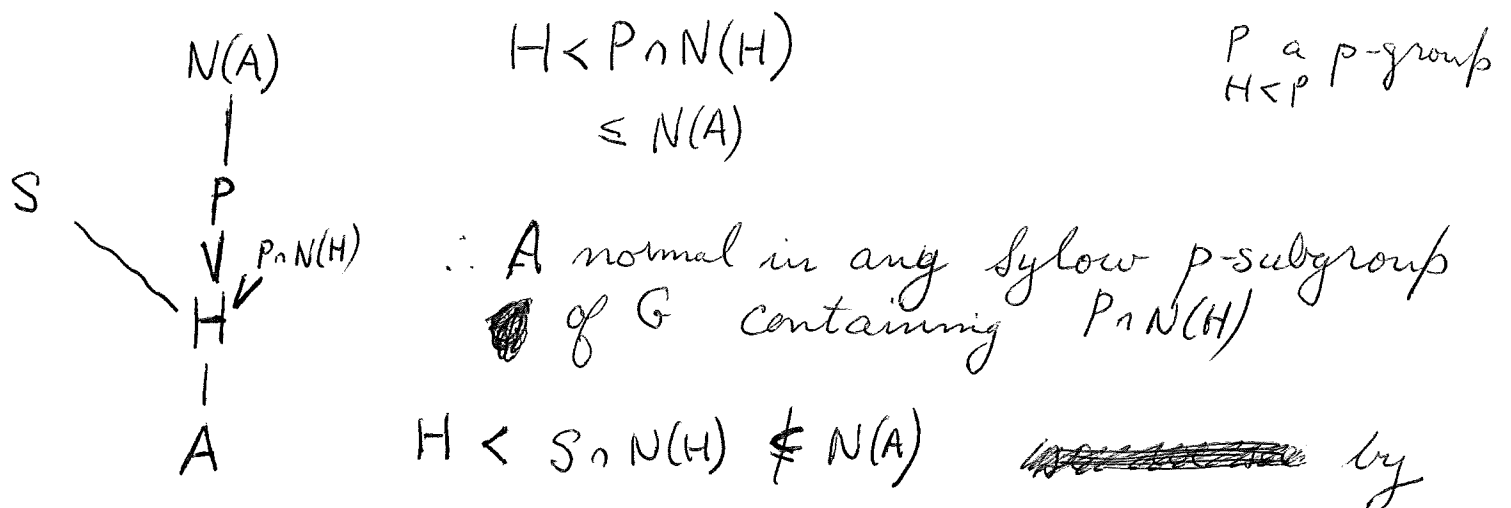 N(A)
H < P ∩ N(H)
P a p-group
H < P
≤ N(A)
S
P
P ∩ N(H)
∴ A normal in any Sylow p-subgroup
H
of G containing P ∩ N(H)
A
H < S ∩ N(H) ≰ N(A) by